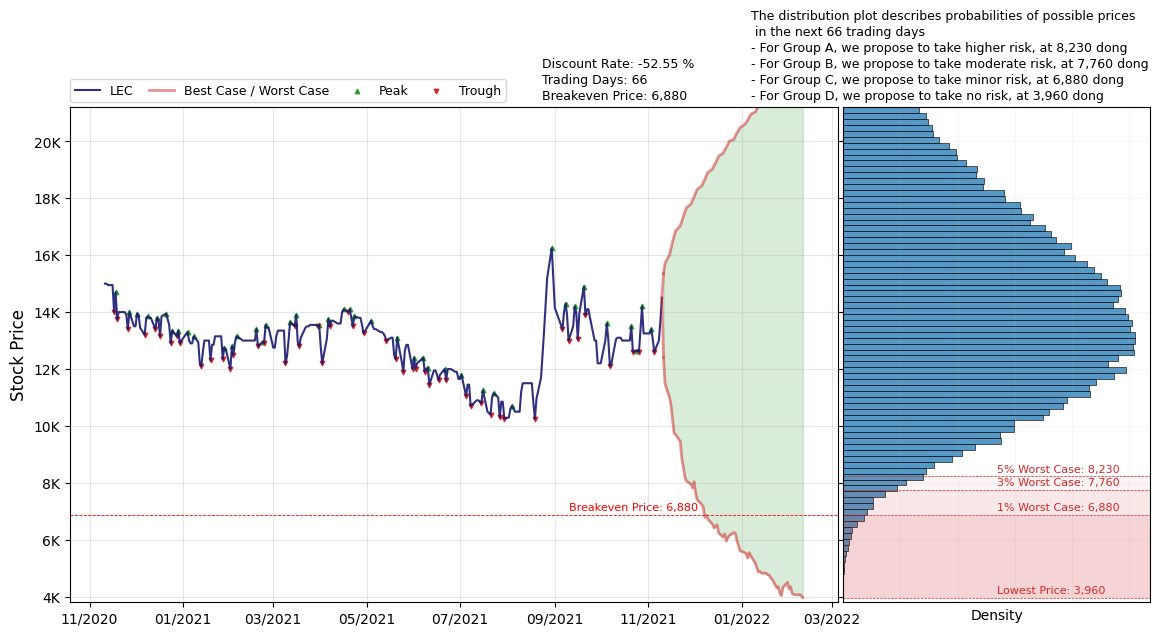 The distribution plot describes probabilities of possible prices
in the next 66 trading days
- For Group A, we propose to take higher risk, at 8,230 dong
- For Group B, we propose to take moderate risk, at 7,760 dong
- For Group C, we propose to take minor risk, at 6,880 dong
- For Group D, we propose to take no risk, at 3,960 dong
Discount Rate: -52.55 %
Trading Days: 66
Breakeven Price: 6,880
LEC
Best Case / Worst Case
Peak
Trough
Stock Price
20K
18K
16K
14K
12K
10K
8K
6K
4K
Breakeven Price: 6,880
5% Worst Case: 8,230
3% Worst Case: 7,760
1% Worst Case: 6,880
Lowest Price: 3,960
11/2020
01/2021
03/2021
05/2021
07/2021
09/2021
11/2021
01/2022
03/2022
Density